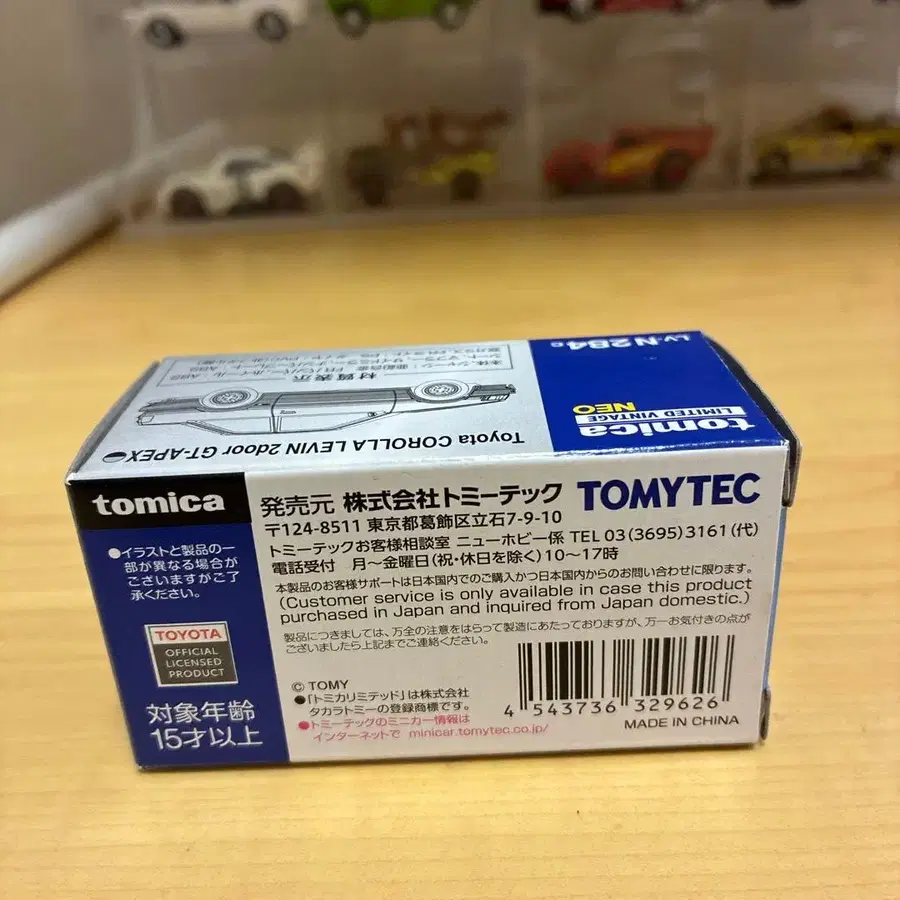 LV-N284
tomica
LIMITED VINTAGE
NEO
Toyota COROLLA LEVIN 2door GT-APEX
材質表示
tomica
●イラストと製品の一
部が異なる場合が
ございますがご了
承ください。
TOYOTA
OFFICIAL
LICENSED
PRODUCT
対象年齢
15才以上
発売元 株式会社トミーテック TOMYTEC
〒124-8511 東京都葛飾区立石7-9-10
トミーテックお客様相談室 ニューホビー係 TEL 03(3695)3161(代)
電話受付 月〜金曜日(祝・休日を除く)10〜17時
本製品のお客様サポートは日本国内でのご購入かつ日本国内からのお問い合わせに限ります。
(Customer service is only available in case this product
purchased in Japan and inquired from Japan domestic.)
製品につきましては、万全の注意をはらって製造にあたっておりますが、万一お気付きの点が
ございましたら上記までご連絡ください。
© TOMY
●「トミカリミテッド」は株式会社
タカラトミーの登録商標です。
●トミーテックのミニカー情報は
インターネットで minicar.tomytec.co.jp/
4 543736 329626
MADE IN CHINA